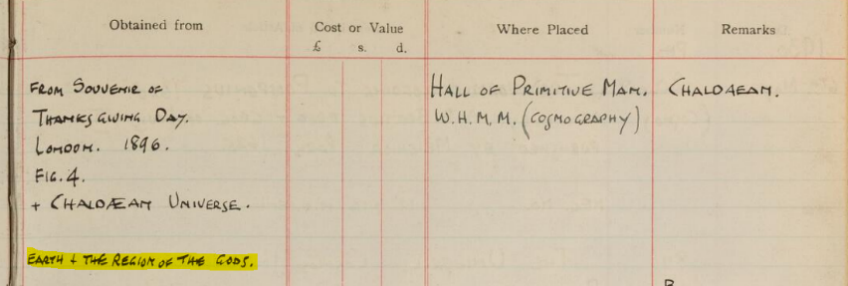 Obtained from
Cost or Value
£ s. d.
Where Placed
Remarks
FROM SOUVENIR OF
THANKSGIVING DAY.
LONDON. 1896.
FIG. 4.
+ CHALDÆAN UNIVERSE.
EARTH + THE REGION OF THE GODS.
HALL OF PRIMITIVE MAN.
W.H.M.M. (COSMOGRAPHY)
CHALDAEAN.